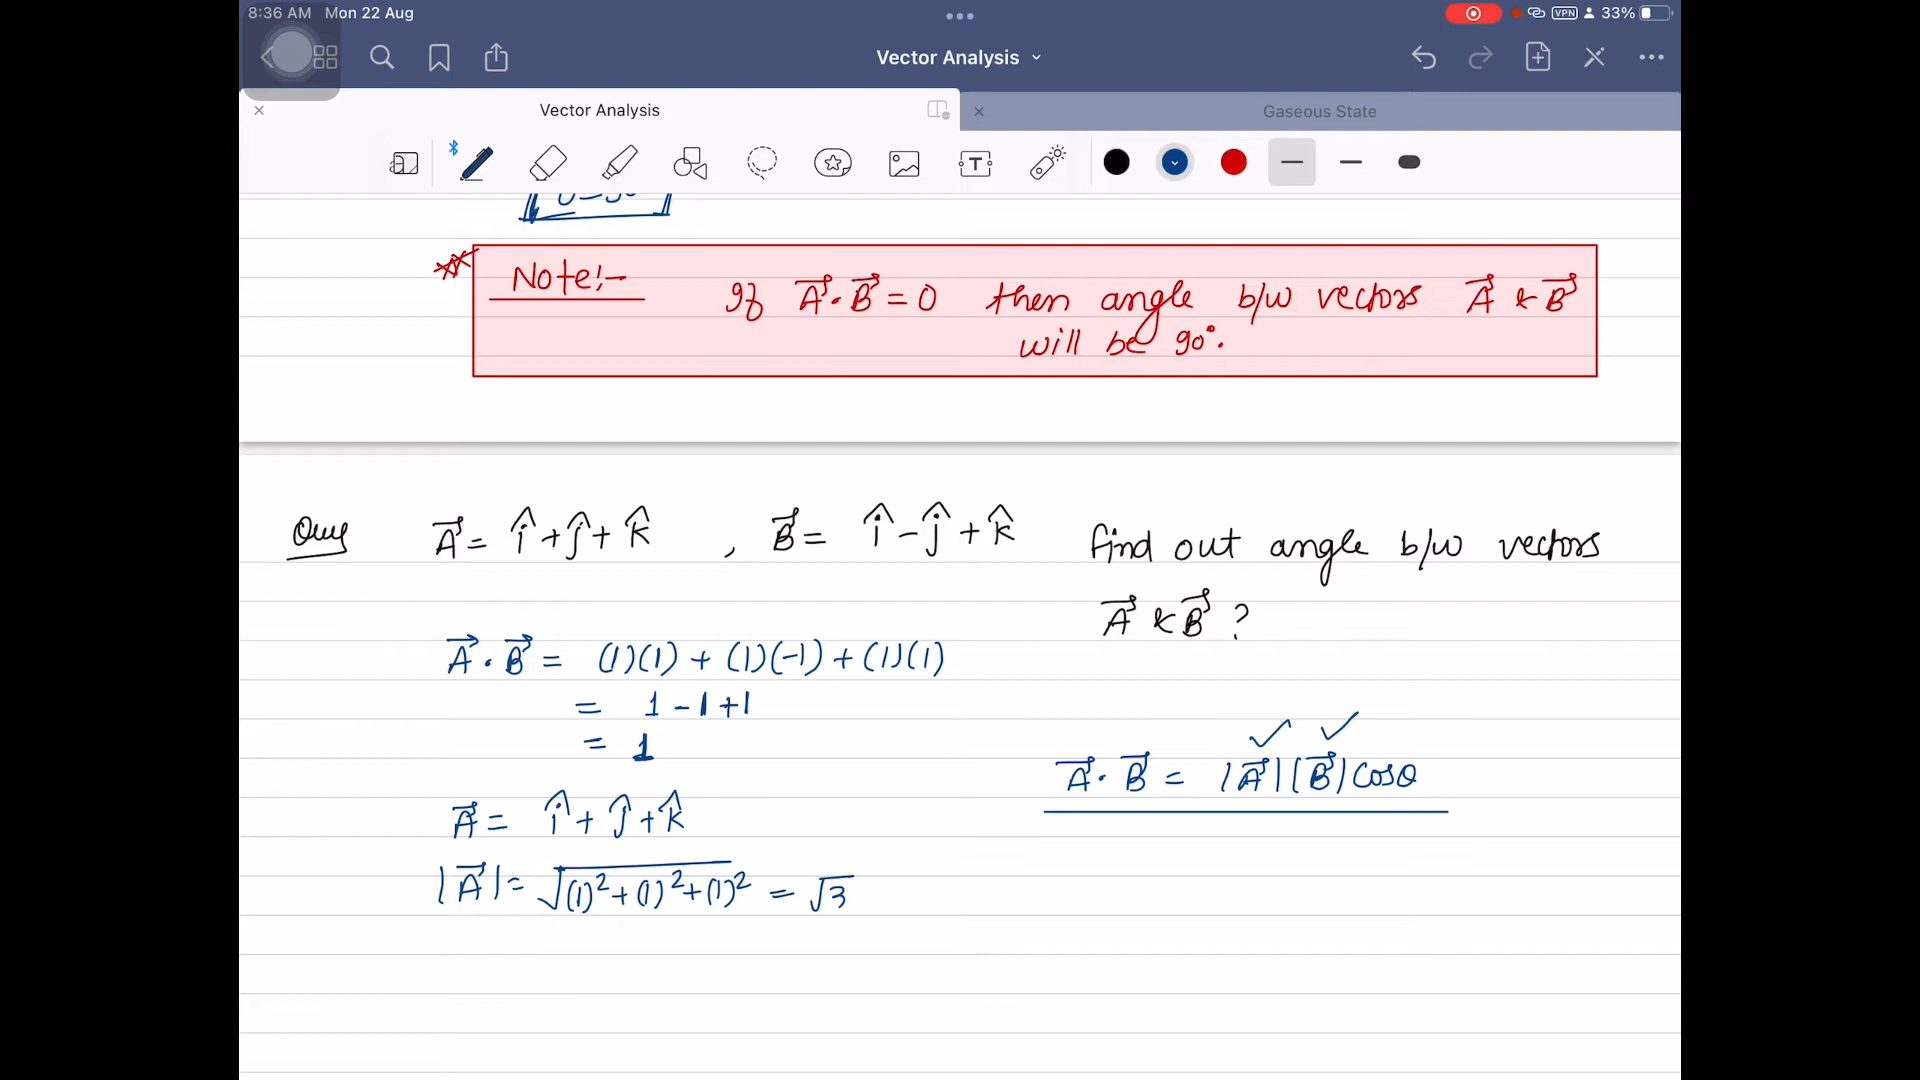 8:36 AM Mon 22 Aug
VPN 33%
Vector Analysis
Vector Analysis
Gaseous State
Note:-
If A⃗·B⃗ = 0 then angle b/w vectors A⃗ & B⃗
will be 90°.
Ques A⃗ = î + ĵ + k̂ , B⃗ = î - ĵ + k̂ find out angle b/w vectors
A⃗ & B⃗ ?
A⃗·B⃗ = (1)(1) + (1)(-1) + (1)(1)
= 1 - 1 + 1
= 1
A⃗·B⃗ = |A⃗||B⃗|cosθ
A⃗ = î + ĵ + k̂
|A⃗| = √(1)² + (1)² + (1)² = √3